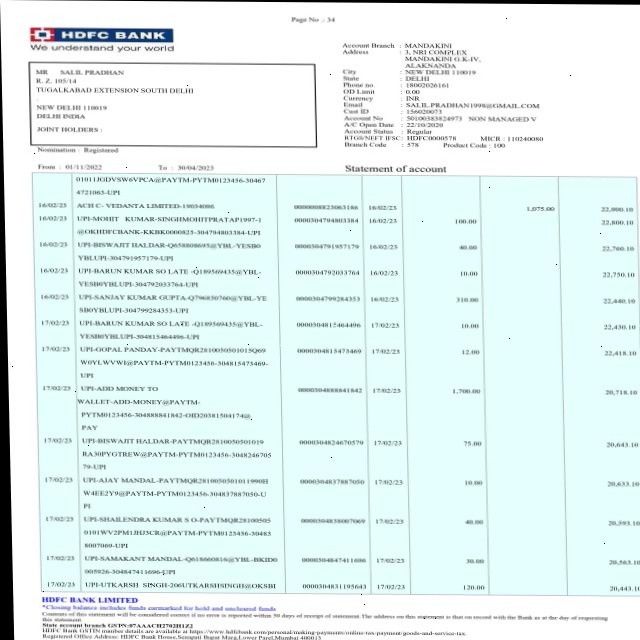 Page No : 34
HDFC BANK
We understand your world
MR SALIL PRADHAN
R. Z. 105/14
TUGALKABAD EXTENSION SOUTH DELHI
NEW DELHI 110019
DELHI INDIA
JOINT HOLDERS :
Nomination : Registered
Account Branch : MANDAKINI
Address : 3, NRI COMPLEX
MANDAKINI G.K-IV,
ALAKNANDA
City : NEW DELHI 110019
State : DELHI
Phone no. : 18002026161
OD Limit : 0.00
Currency : INR
Email : SALIL.PRADHAN1998@GMAIL.COM
Cust ID : 156020073
Account No : 50100383824973 NON MANAGED V
A/C Open Date : 22/10/2020
Account Status : Regular
RTGS/NEFT IFSC: HDFC0000578 MICR : 110240080
Branch Code : 578 Product Code : 100
From : 01/11/2022 To : 30/04/2023 Statement of account
01011JGDVSW6VPCA@PAYTM-PYTM0123456-30467
4721063-UPI
16/02/23 ACH C- VEDANTA LIMITED-19034086 0000008823063186 16/02/23 1,075.00 22,900.10
16/02/23 UPI-MOHIT KUMAR-SINGHMOHITPRATAP1997-1 0000304794803384 16/02/23 100.00 22,800.10
@OKHDFCBANK-KKBK0000825-304794803384-UPI
16/02/23 UPI-BISWAJIT HALDAR-Q658808695@YBL-YESB0 0000304791957179 16/02/23 40.00 22,760.10
YBLUPI-304791957179-UPI
16/02/23 UPI-BARUN KUMAR SO LATE -Q189569435@YBL- 0000304792033764 16/02/23 10.00 22,750.10
YESB0YBLUPI-304792033764-UPI
16/02/23 UPI-SANJAY KUMAR GUPTA-Q796850760@YBL-YE 0000304799284353 16/02/23 310.00 22,440.10
SB0YBLUPI-304799284353-UPI
17/02/23 UPI-BARUN KUMAR SO LATE -Q189569435@YBL- 0000304815464496 17/02/23 10.00 22,430.10
YESB0YBLUPI-304815464496-UPI
17/02/23 UPI-GOPAL PANDAY-PAYTMQR2810050501015Q69 0000304815473469 17/02/23 12.00 22,418.10
W0YLWVWI@PAYTM-PYTM0123456-304815473469-
UPI
17/02/23 UPI-ADD MONEY TO 0000304888841842 17/02/23 1,700.00 20,718.10
WALLET-ADD-MONEY@PAYTM-
PYTM0123456-304888841842-OID20381504174@
PAY
17/02/23 UPI-BISWAJIT HALDAR-PAYTMQR2810050501019 0000304824670579 17/02/23 75.00 20,643.10
RA30PYGTREW@PAYTM-PYTM0123456-3048246705
79-UPI
17/02/23 UPI-AJAY MANDAL-PAYTMQR2810050501011990H 0000304837887050 17/02/23 10.00 20,633.10
W4EE2Y9@PAYTM-PYTM0123456-304837887050-U
PI
17/02/23 UPI-SHAILENDRA KUMAR S O-PAYTMQR28100505 0000304838007069 17/02/23 40.00 20,593.10
0101WV2PM1JHJ3CR@PAYTM-PYTM0123456-30483
8007069-UPI
17/02/23 UPI-SAMAKANT MANDAL-Q618660816@YBL-BKID0 0000304847411696 17/02/23 30.00 20,563.10
005926-304847411696-UPI
17/02/23 UPI-UTKARSH SINGH-206UTKARSHSINGH@OKSBI 0000304831195643 17/02/23 120.00 20,443.10
HDFC BANK LIMITED
*Closing balance includes funds earmarked for hold and uncleared funds
Contents of this statement will be considered correct if no error is reported within 30 days of receipt of statement. The address on this statement is that on record with the Bank as at the day of requesting
this statement.
State account branch GSTN:07AAACH2702H1Z2
HDFC Bank GSTIN number details are available at https://www.hdfcbank.com/personal/making-payments/online-tax-payment/goods-and-service-tax.
Registered Office Address: HDFC Bank House, Senapati Bapat Marg, Lower Parel, Mumbai 400013